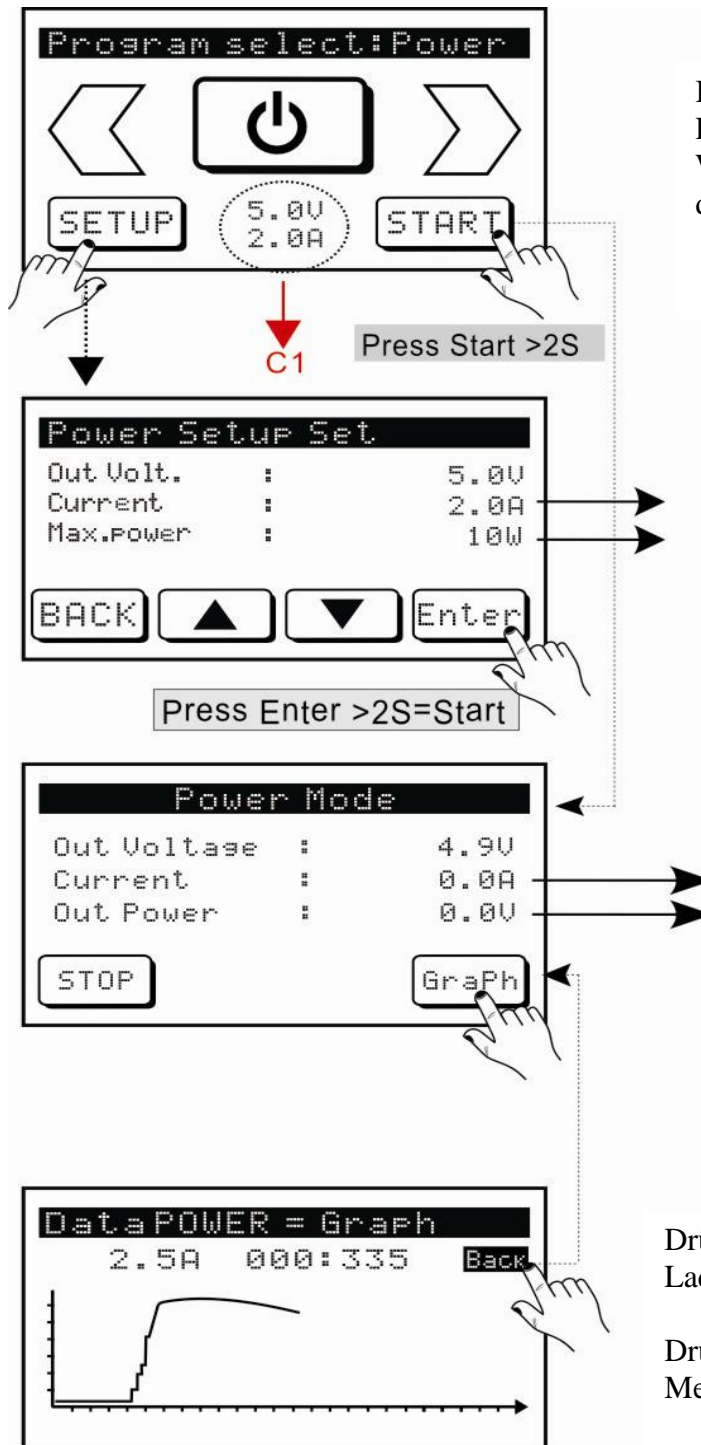 Program select:Power
SETUP
5.0V
2.0A
START
C1
Press Start >2S
Power Setup Set
Out Volt. : 5.0V
Current : 2.0A
Max.power : 10W
BACK
Enter
Press Enter >2S=Start
Power Mode
Out Voltage : 4.9V
Current : 0.0A
Out Power : 0.0V
STOP
GraPh
Data POWER = Graph
2.5A 000:335 Back